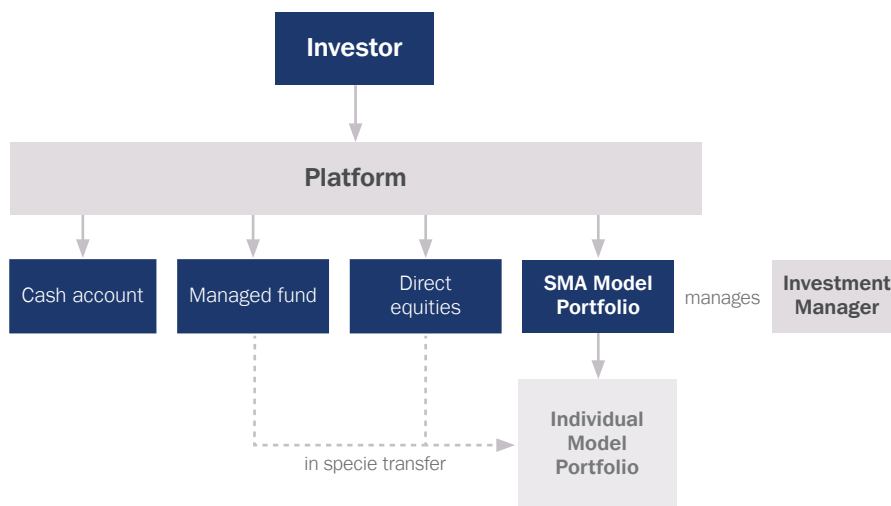 Investor
Platform
Cash account
Managed fund
Direct
equities
SMA Model
Portfolio
manages
Investment
Manager
Individual
Model
Portfolio
in specie transfer